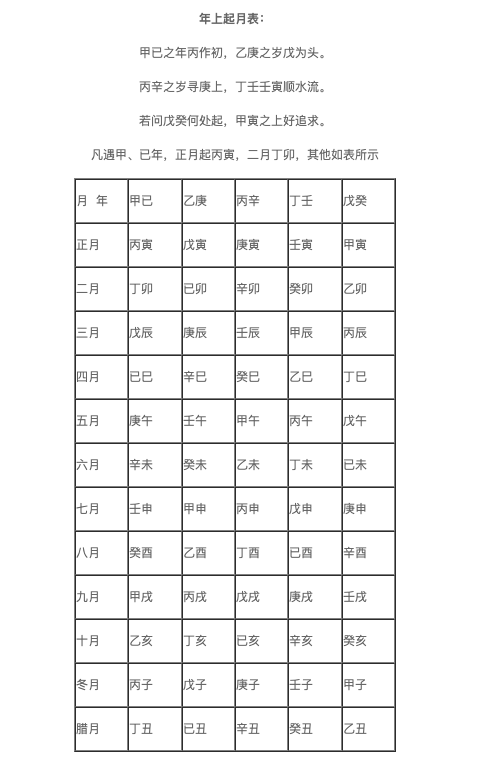 年上起月表：
甲已之年丙作初，乙庚之岁戊为头。
丙辛之岁寻庚上，丁壬壬寅顺水流。
若问戊癸何处起，甲寅之上好追求。
凡遇甲、已年，正月起丙寅，二月丁卯，其他如表所示
月 年 甲已 乙庚 丙辛 丁壬 戊癸
正月 丙寅 戊寅 庚寅 壬寅 甲寅
二月 丁卯 已卯 辛卯 癸卯 乙卯
三月 戊辰 庚辰 壬辰 甲辰 丙辰
四月 已巳 辛巳 癸巳 乙巳 丁巳
五月 庚午 壬午 甲午 丙午 戊午
六月 辛未 癸未 乙未 丁未 已未
七月 壬申 甲申 丙申 戊申 庚申
八月 癸酉 乙酉 丁酉 已酉 辛酉
九月 甲戌 丙戌 戊戌 庚戌 壬戌
十月 乙亥 丁亥 已亥 辛亥 癸亥
冬月 丙子 戊子 庚子 壬子 甲子
腊月 丁丑 已丑 辛丑 癸丑 乙丑